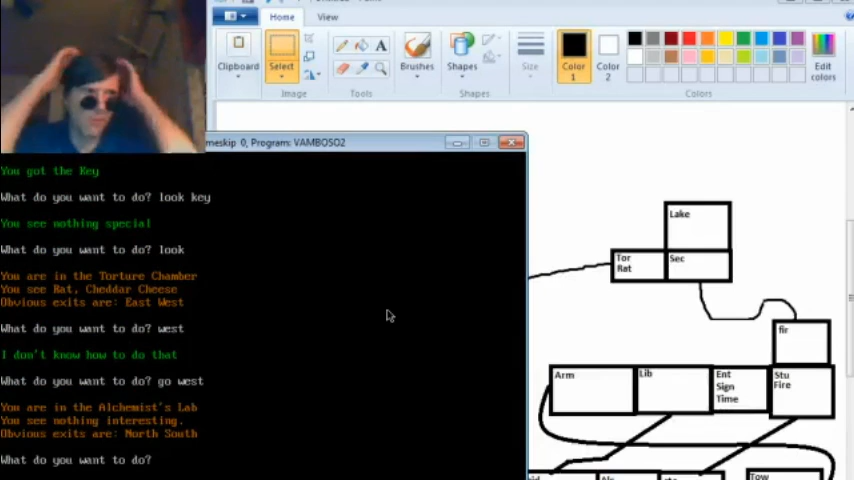 Home
View
Clipboard
Select
Image
Tools
Brushes
Shapes
Shapes
Size
Color
1
Color
2
Edit
colors
Colors
meskip 0, Program: VAMBOSO2
You got the Key
What do you want to do? look key
You see nothing special
What do you want to do? look
You are in the Torture Chamber
You see Rat, Cheddar Cheese
Obvious exits are: East West
What do you want to do? west
I don't know how to do that
What do you want to do? go west
You are in the Alchemist's Lab
You see nothing interesting.
Obvious exits are: North South
What do you want to do?
Lake
Tor
Rat
Sec
fir
Arm
Lib
Ent
Sign
Time
Stu
Fire
Tow